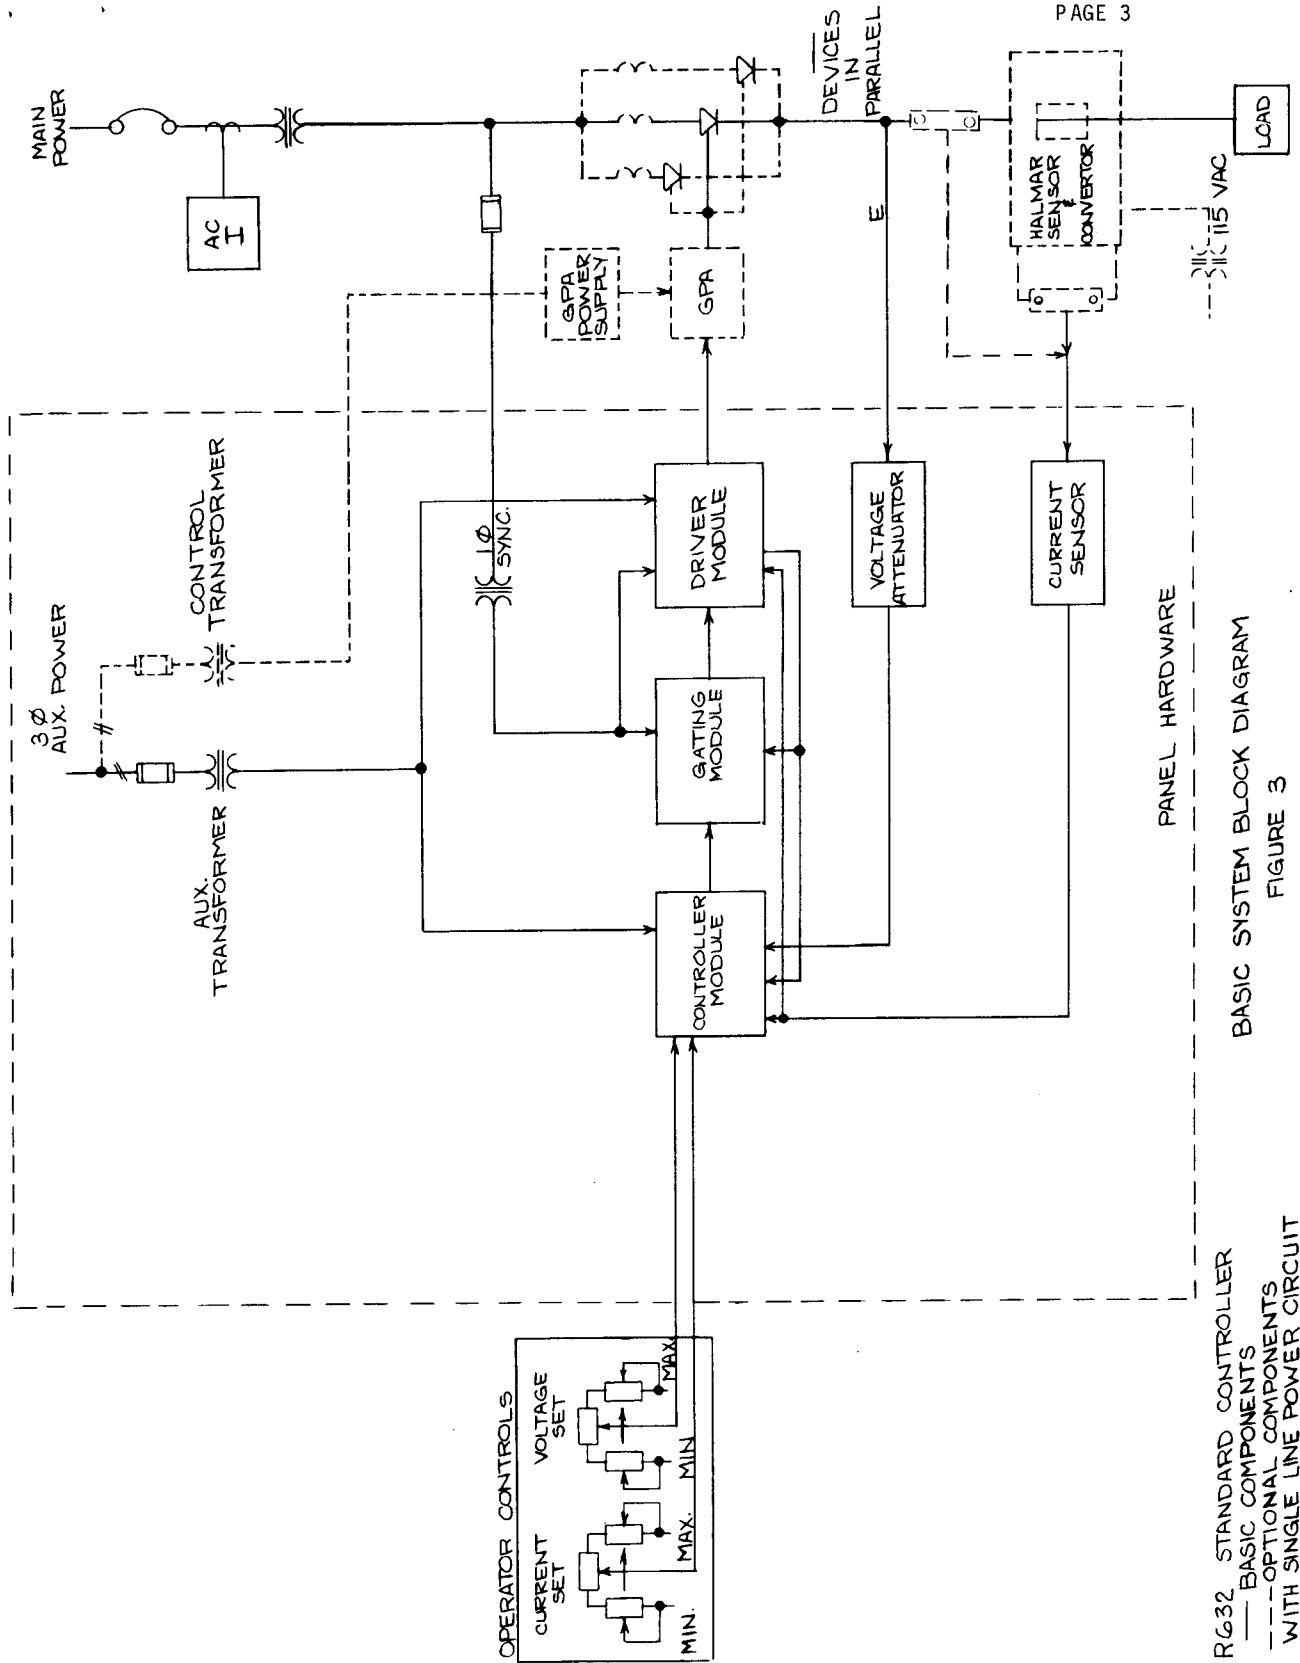 PAGE 3
MAIN
POWER
AC
I
DEVICES
IN
PARALLEL
E
HALMAR
SENSOR
&
CONVERTOR
LOAD
115 VAC
GPA
POWER
SUPPLY
GPA
3Ø
AUX. POWER
CONTROL
TRANSFORMER
AUX.
TRANSFORMER
1Ø
SYNC.
DRIVER
MODULE
GATING
MODULE
CONTROLLER
MODULE
VOLTAGE
ATTENUATOR
CURRENT
SENSOR
PANEL HARDWARE
OPERATOR CONTROLS
CURRENT
SET
VOLTAGE
SET
MIN.
MAX.
MIN
MAX.
BASIC SYSTEM BLOCK DIAGRAM
FIGURE 3
RG32 STANDARD CONTROLLER
BASIC COMPONENTS
OPTIONAL COMPONENTS
WITH SINGLE LINE POWER CIRCUIT